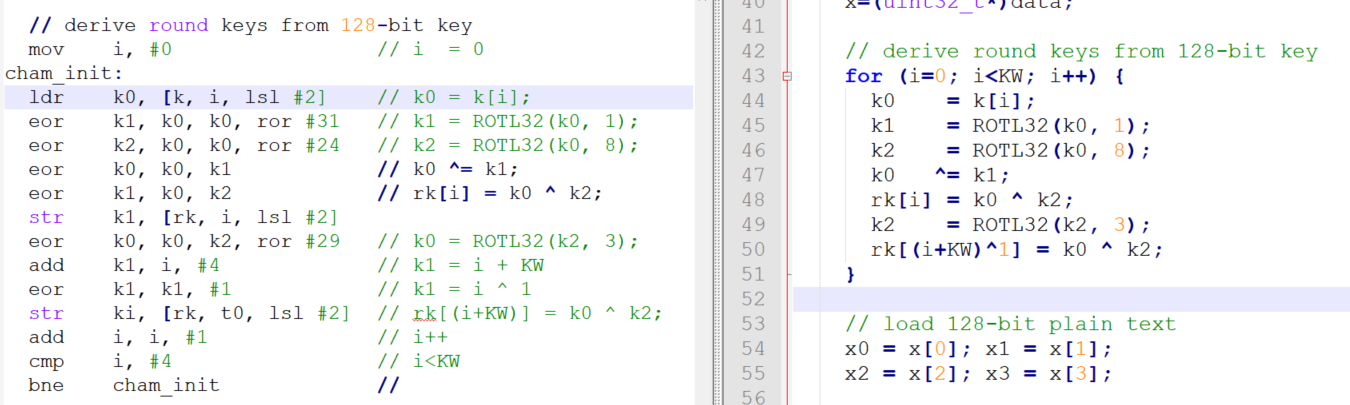 // derive round keys from 128-bit key
mov i, #0 // i = 0
cham_init:
ldr k0, [k, i, lsl #2] // k0 = k[i];
eor k1, k0, k0, ror #31 // k1 = ROTL32(k0, 1);
eor k2, k0, k0, ror #24 // k2 = ROTL32(k0, 8);
eor k0, k0, k1 // k0 ^= k1;
eor k1, k0, k2 // rk[i] = k0 ^ k2;
str k1, [rk, i, lsl #2]
eor k0, k0, k2, ror #29 // k0 = ROTL32(k2, 3);
add k1, i, #4 // k1 = i + KW
eor k1, k1, #1 // k1 = i ^ 1
str ki, [rk, t0, lsl #2] // rk[(i+KW)] = k0 ^ k2;
add i, i, #1 // i++
cmp i, #4 // i<KW
bne cham_init //
40 x=(uint32_t*)data;
41
42 // derive round keys from 128-bit key
43 for (i=0; i<KW; i++) {
44 k0 = k[i];
45 k1 = ROTL32(k0, 1);
46 k2 = ROTL32(k0, 8);
47 k0 ^= k1;
48 rk[i] = k0 ^ k2;
49 k2 = ROTL32(k2, 3);
50 rk[(i+KW)^1] = k0 ^ k2;
51 }
52
53 // load 128-bit plain text
54 x0 = x[0]; x1 = x[1];
55 x2 = x[2]; x3 = x[3];
56